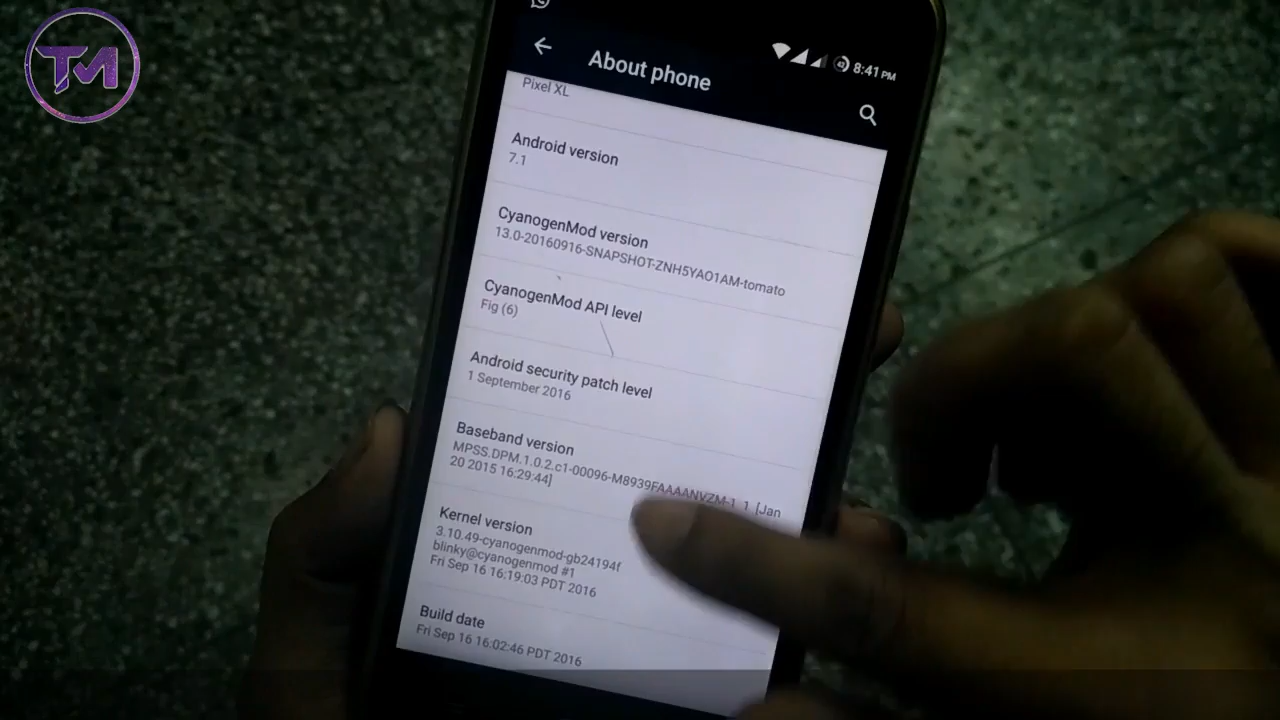 TM
8:41 PM
About phone
Pixel XL
Android version
7.1
CyanogenMod version
13.0-20160916-SNAPSHOT-ZNH5YAO1AM-tomato
CyanogenMod API level
Fig (6)
Android security patch level
1 September 2016
Baseband version
MPSS.DPM.1.0.2.c1-00096-M8939FAAAANVZM-1_1_[Jan
20 2015 16:29:44]
Kernel version
3.10.49-cyanogenmod-gb24194f
blinky@cyanogenmod #1
Fri Sep 16 16:19:03 PDT 2016
Build date
Fri Sep 16 16:02:46 PDT 2016